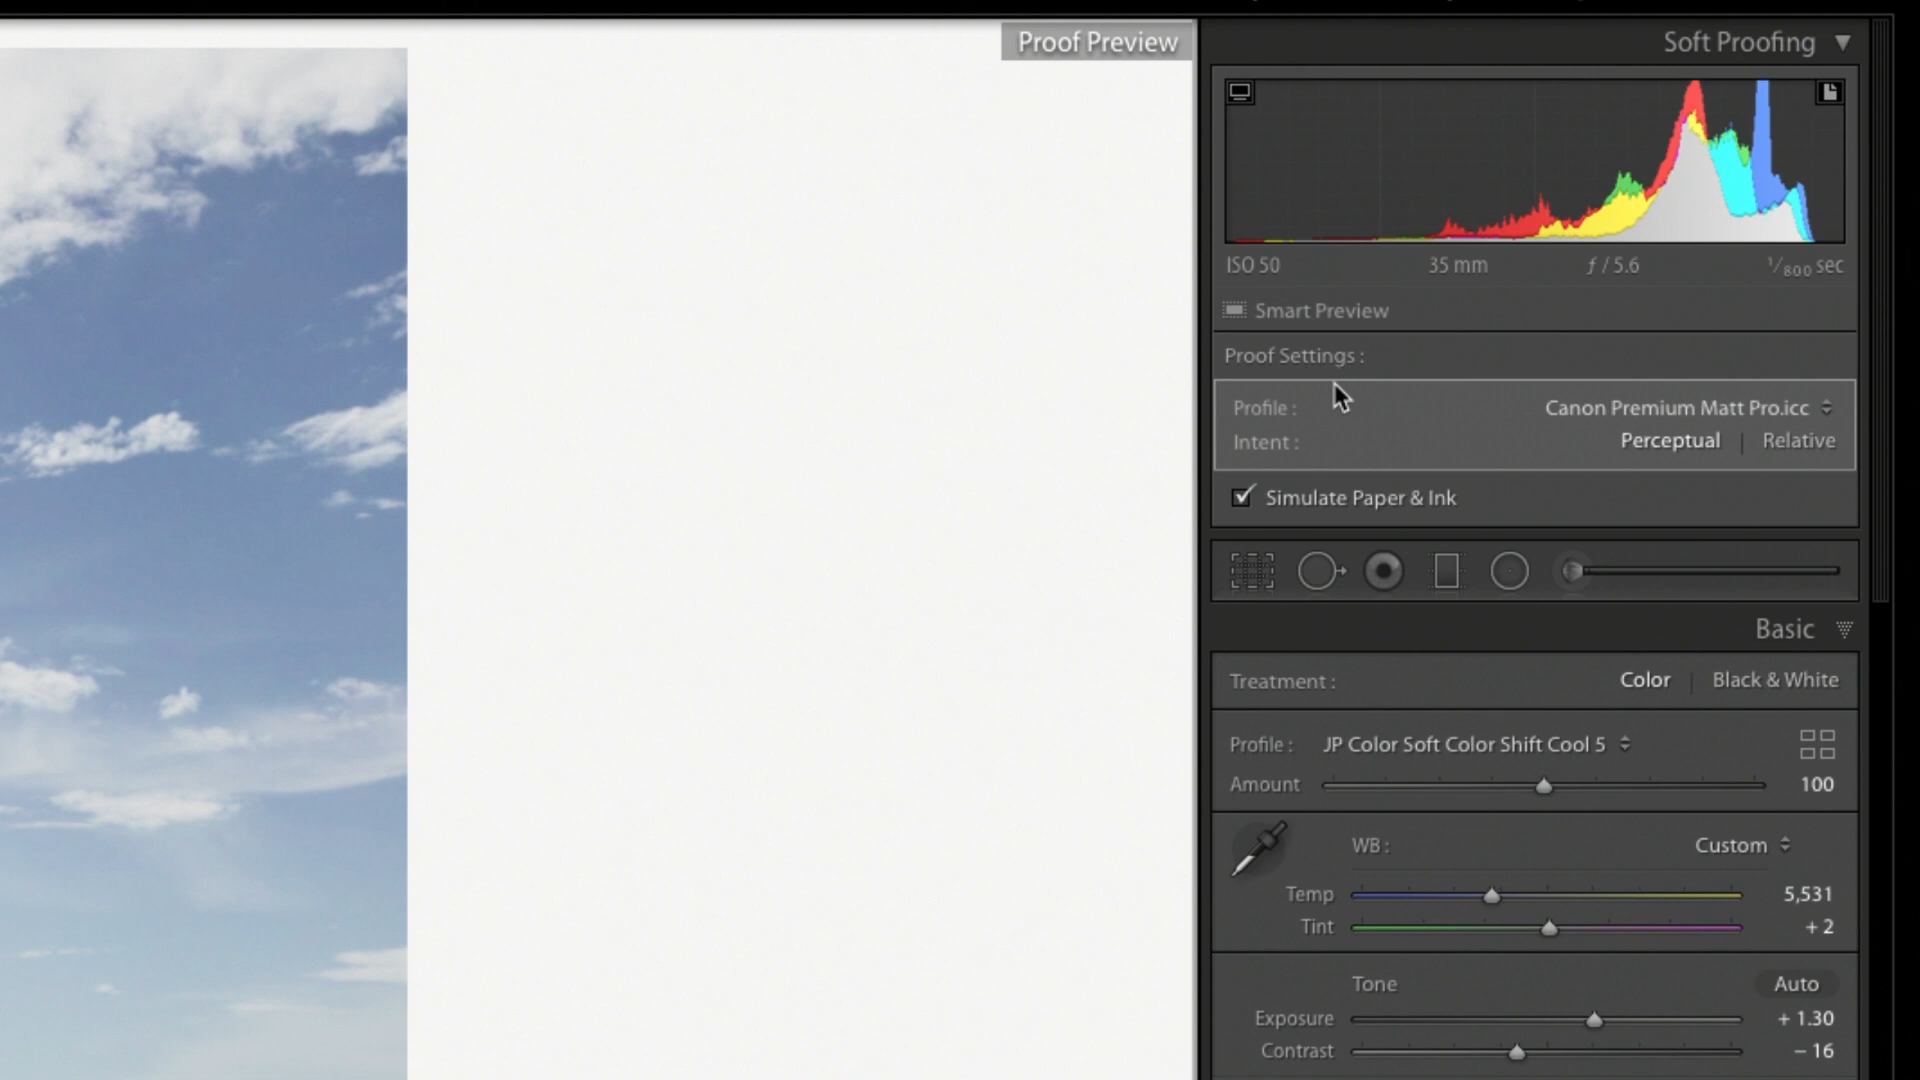 Proof Preview
Soft Proofing
ISO 50 35 mm ƒ / 5.6 1/800 sec
Smart Preview
Proof Settings :
Profile : Canon Premium Matt Pro.icc
Intent : Perceptual | Relative
Simulate Paper & Ink
Basic
Treatment : Color | Black & White
Profile : JP Color Soft Color Shift Cool 5
Amount 100
WB : Custom
Temp 5,531
Tint + 2
Tone Auto
Exposure + 1.30
Contrast – 16